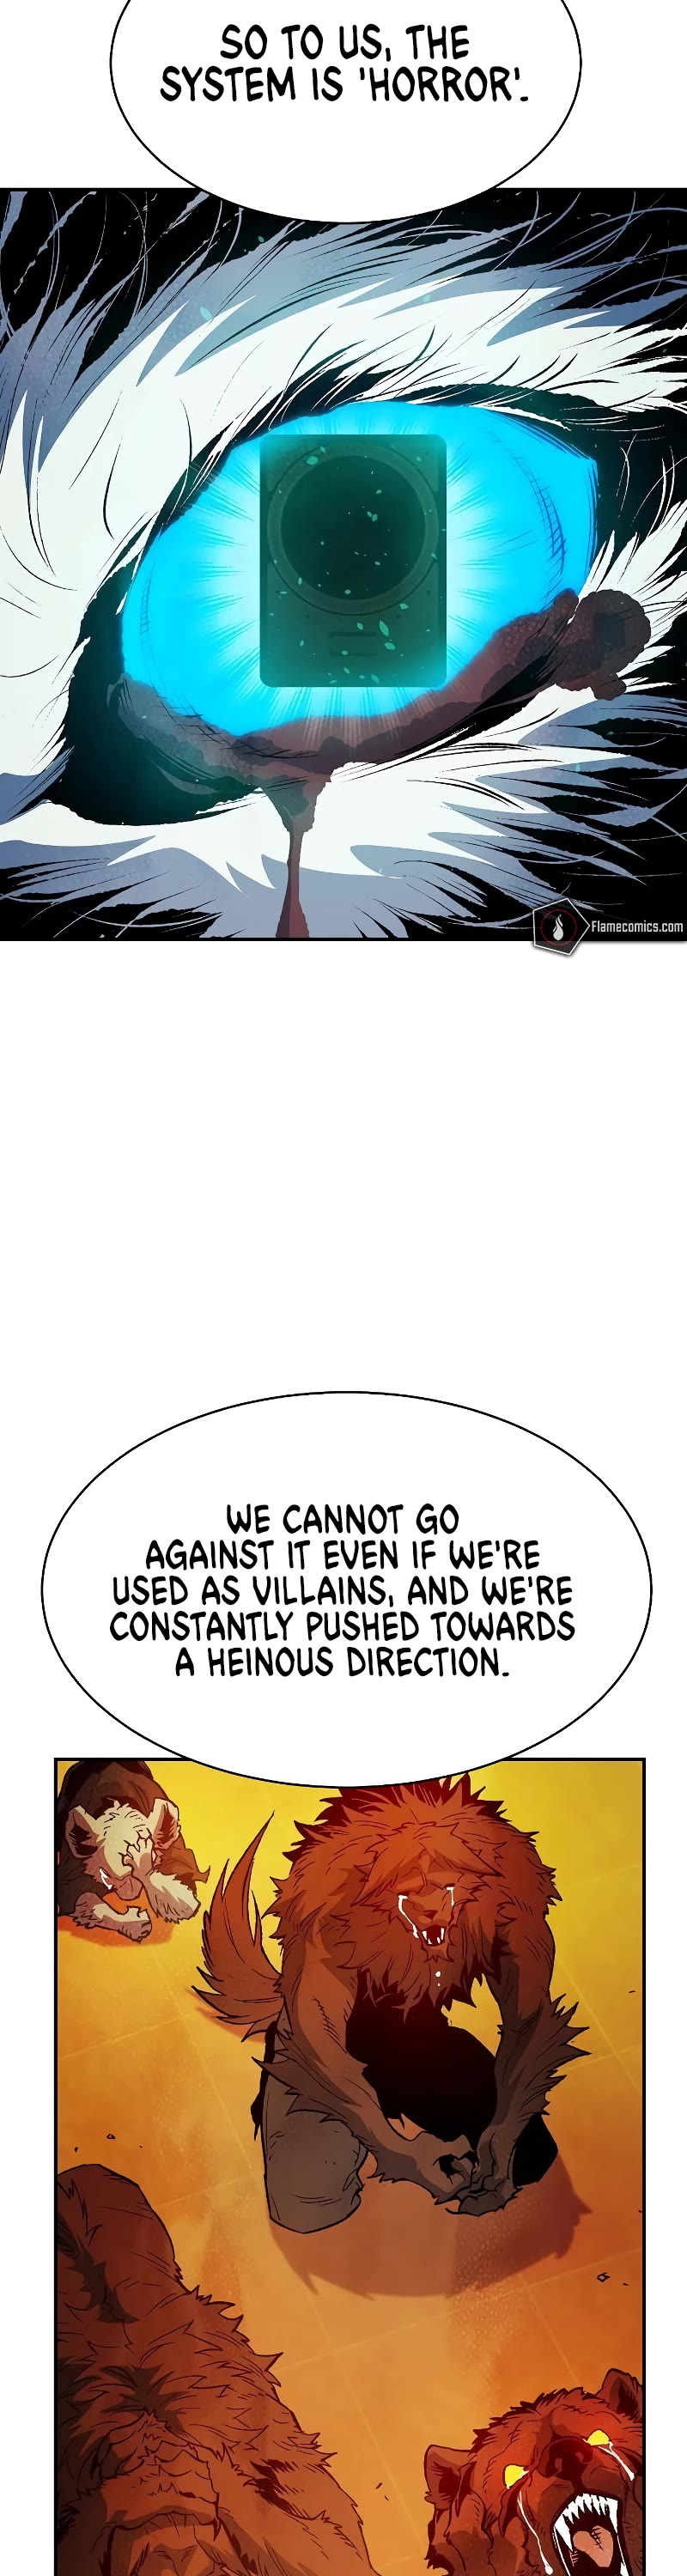 SO TO US, THE
SYSTEM IS 'HORROR'.
Flamecomics.com
WE CANNOT GO
AGAINST IT EVEN IF WE'RE
USED AS VILLAINS, AND WE'RE
CONSTANTLY PUSHED TOWARDS
A HEINOUS DIRECTION.